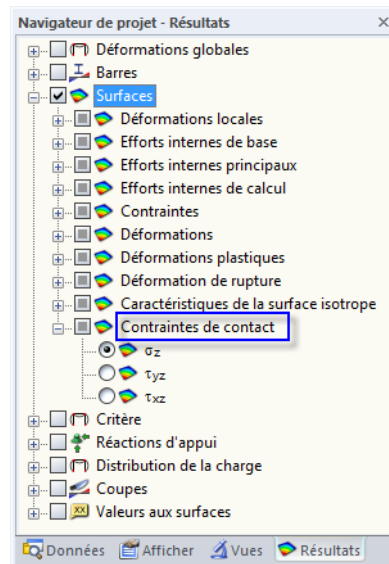 Navigateur de projet - Résultats
Déformations globales
Barres
Surfaces
Déformations locales
Efforts internes de base
Efforts internes principaux
Efforts internes de calcul
Contraintes
Déformations
Déformations plastiques
Déformation de rupture
Caractéristiques de la surface isotrope
Contraintes de contact
σz
τyz
τxz
Critère
Réactions d'appui
Distribution de la charge
Coupes
xx Valeurs aux surfaces
Données Afficher Vues Résultats